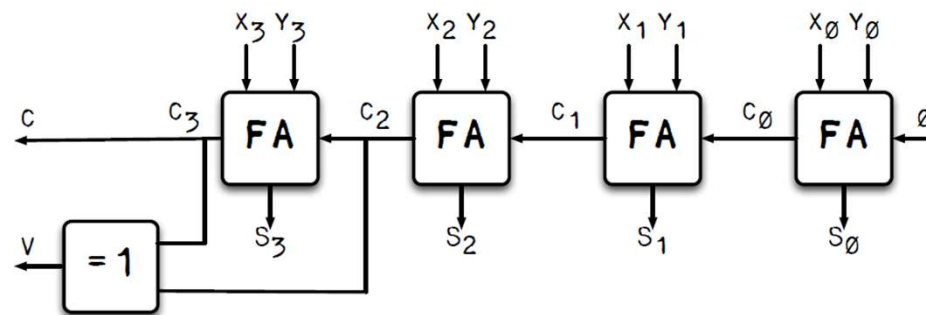 X3 Y3 X2 Y2 X1 Y1 XØ YØ
C C3 FA C2 FA C1 FA CØ FA Ø
S3 S2 S1 SØ
V =1